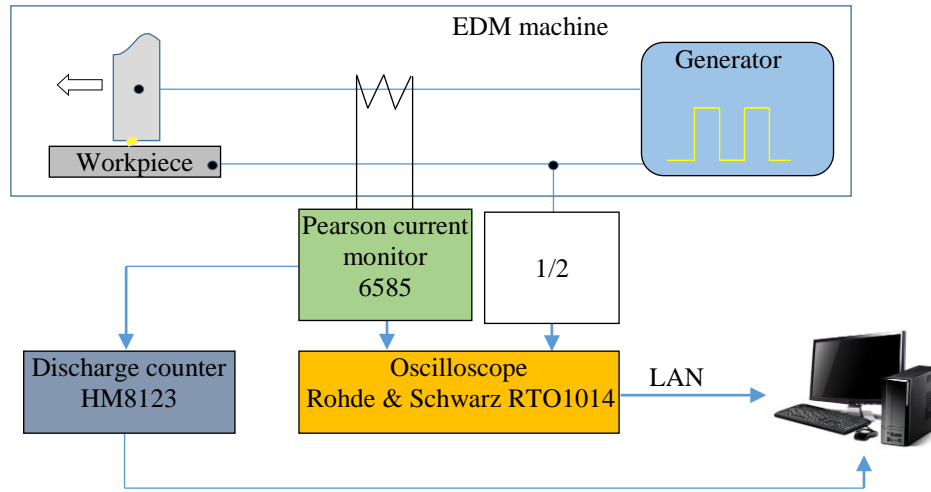 EDM machine
Generator
Workpiece
Pearson current
monitor
6585
1/2
Discharge counter
HM8123
Oscilloscope
Rohde & Schwarz RTO1014
LAN